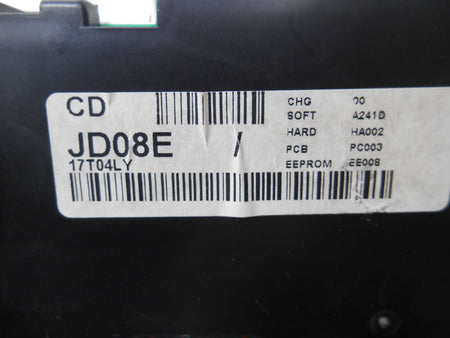 CD
JD08E /
17T04LY
CHG 00
SOFT A241D
HARD HA002
PCB PC003
EEPROM EE008